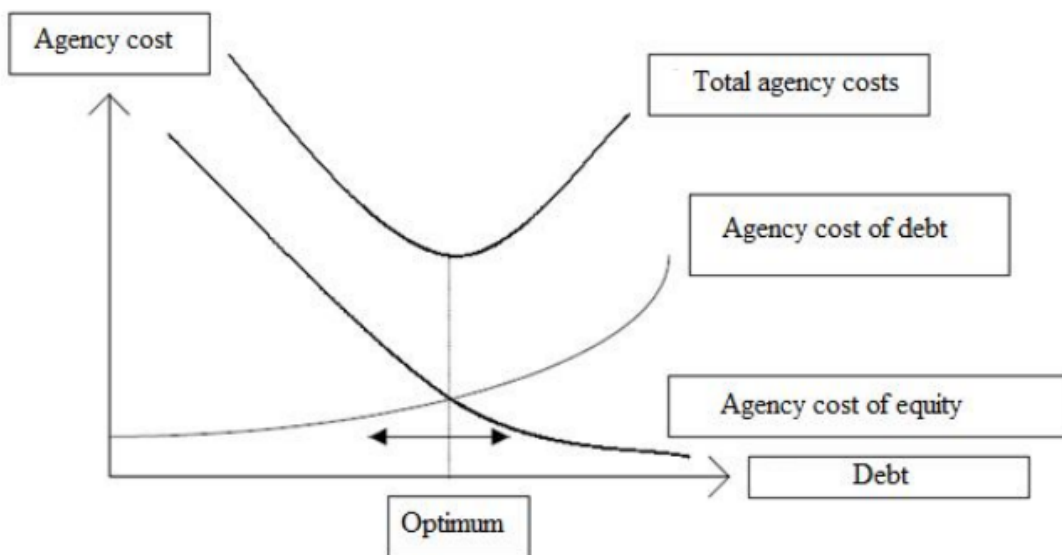 Agency cost
Total agency costs
Agency cost of debt
Agency cost of equity
Debt
Optimum